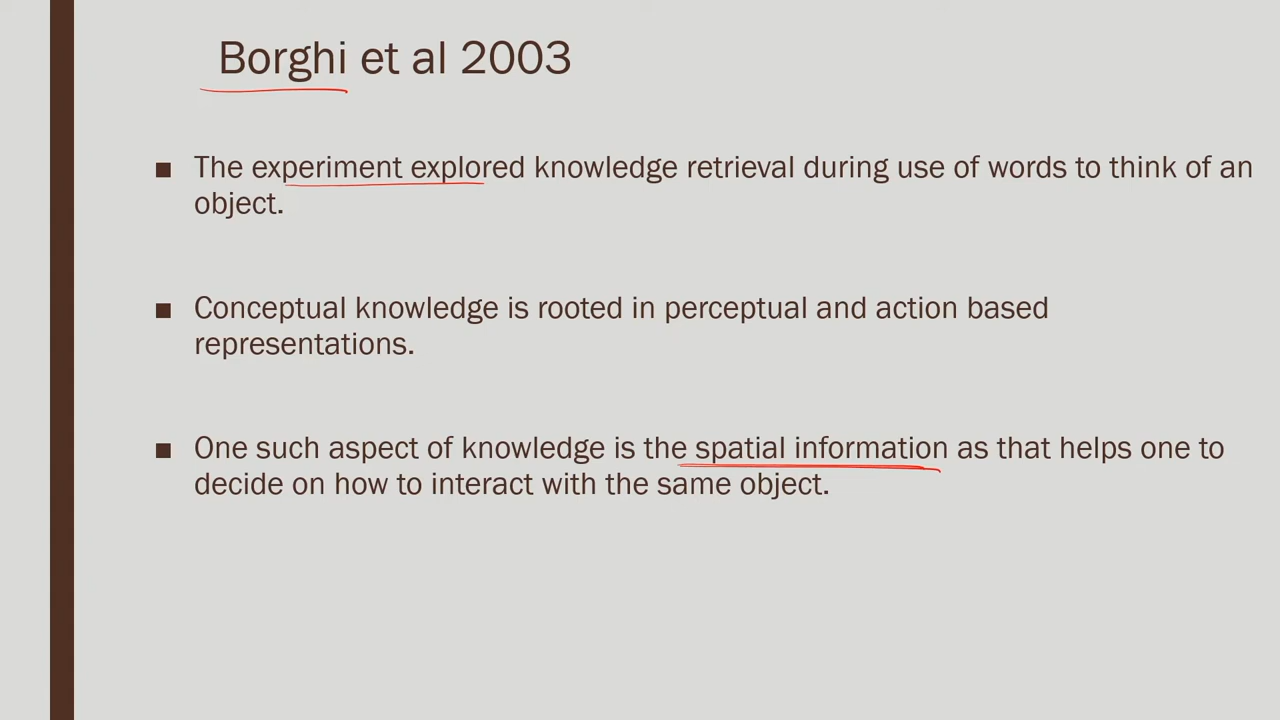 Borghi et al 2003
■ The experiment explored knowledge retrieval during use of words to think of an
object.
■ Conceptual knowledge is rooted in perceptual and action based
representations.
■ One such aspect of knowledge is the spatial information as that helps one to
decide on how to interact with the same object.